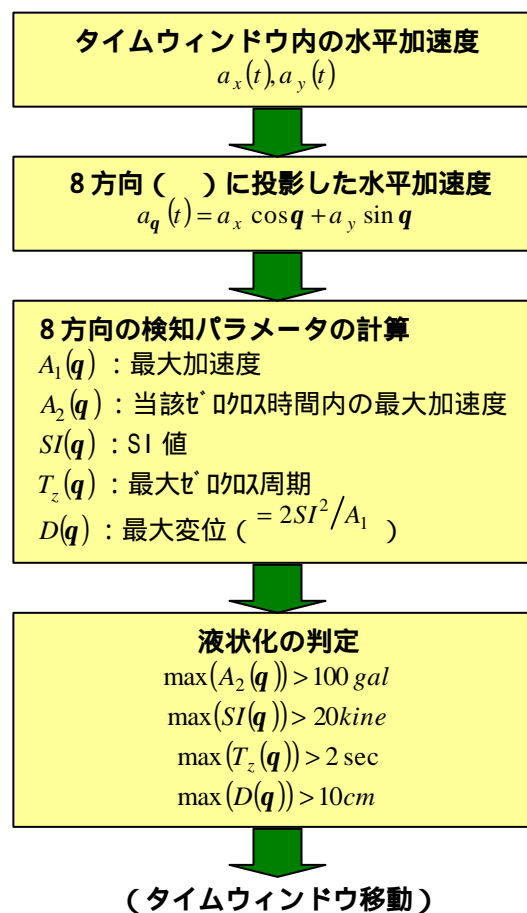 タイムウィンドウ内の水平加速度
a_x(t), a_y(t)
8方向(　)に投影した水平加速度
a_q(t) = a_x cos q + a_y sin q
8方向の検知パラメータの計算
A_1(q):最大加速度
A_2(q):当該ゼロクロス時間内の最大加速度
SI(q):SI値
T_z(q):最大ゼロクロス周期
D(q):最大変位(= 2SI^2/A_1)
液状化の判定
max(A_2(q)) > 100 gal
max(SI(q)) > 20kine
max(T_z(q)) > 2 sec
max(D(q)) > 10cm
(タイムウィンドウ移動)